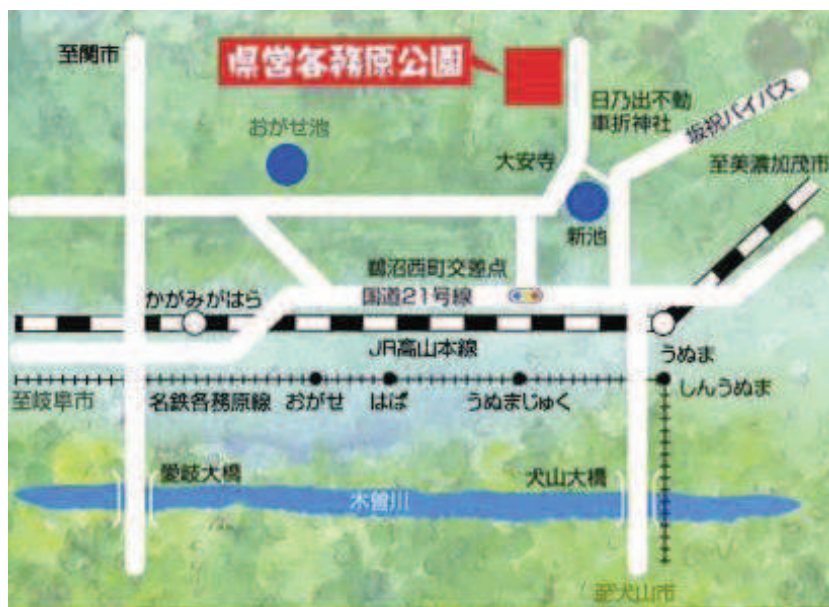 至関市
県営各務原公園
おがせ池
日乃出不動
車折神社
坂祝バイパス
大安寺
至美濃加茂市
新池
鵜沼西町交差点
国道21号線
かがみがはら
JR高山本線
うぬま
至岐阜市
名鉄各務原線
おがせ
はば
うぬまじゅく
しんうぬま
愛岐大橋
犬山大橋
木曽川
至犬山市